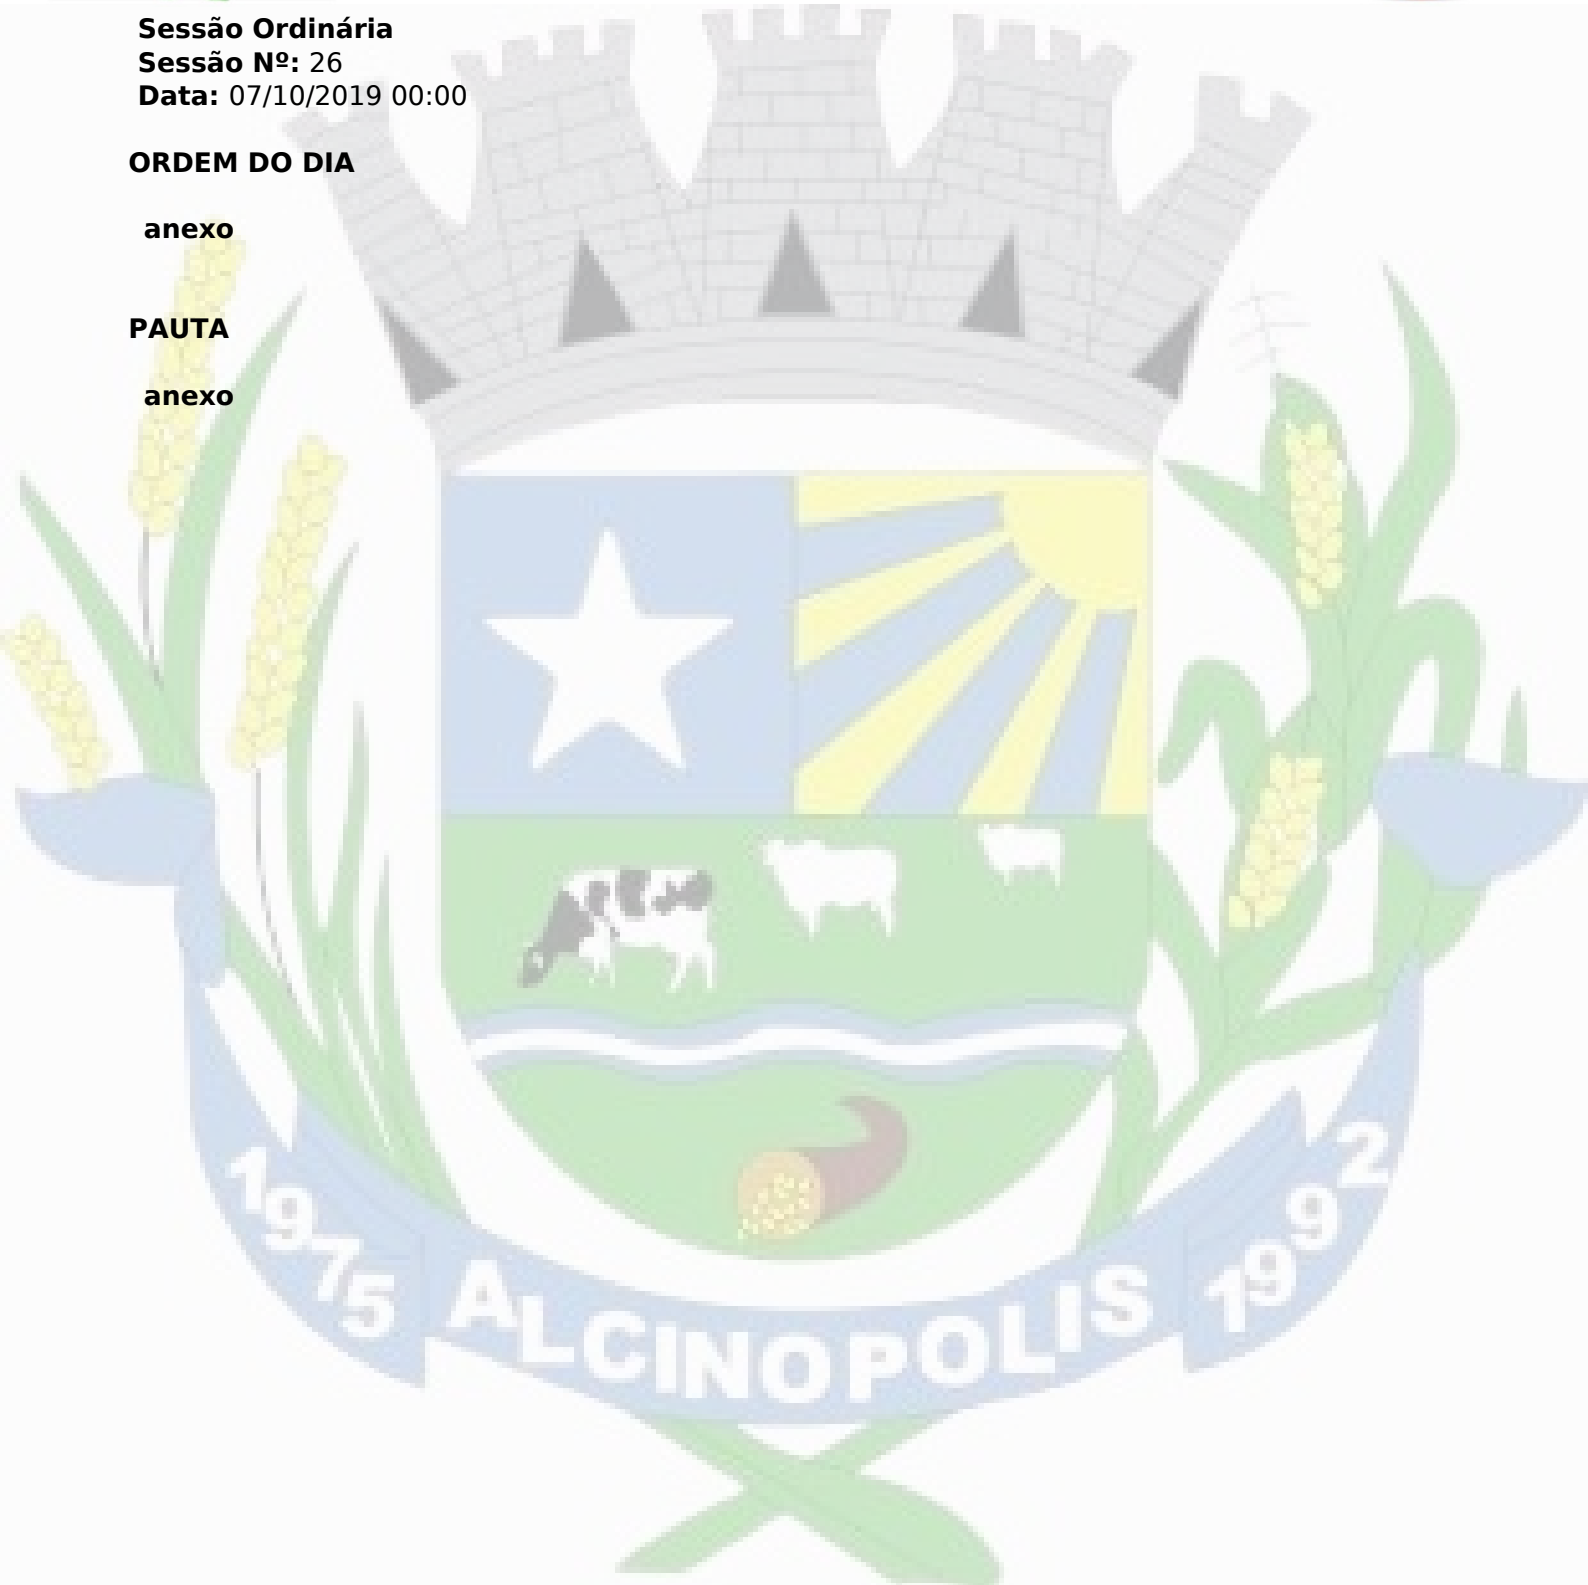 Sessão Ordinária
Sessão Nº: 26
Data: 07/10/2019 00:00
ORDEM DO DIA
anexo
PAUTA
anexo
1975 ALCINOPOLIS 1992